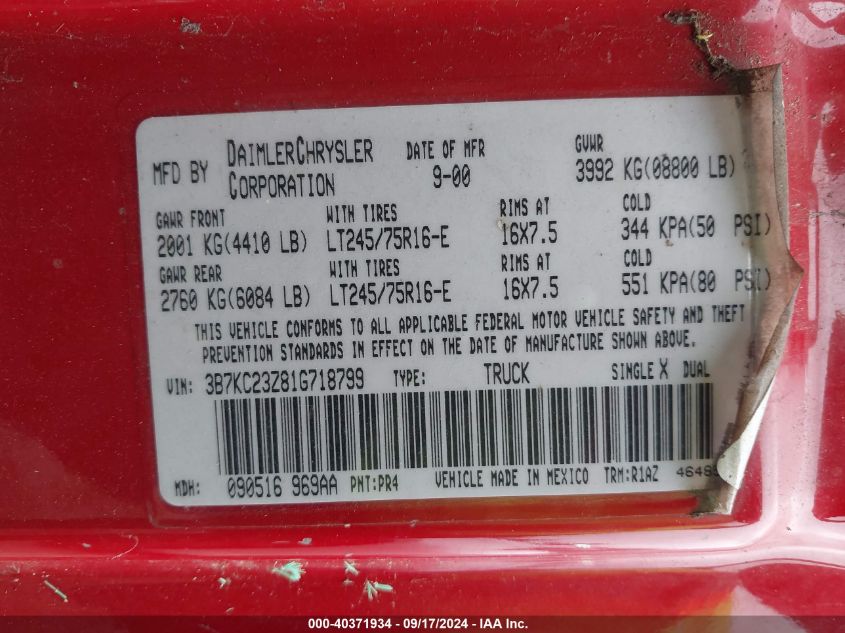 MFD BY DAIMLERCHRYSLER CORPORATION DATE OF MFR 9-00 GVWR 3992 KG(08800 LB)
GAWR FRONT WITH TIRES RIMS AT COLD
2001 KG(4410 LB) LT245/75R16-E 16X7.5 344 KPA(50 PSI)
GAWR REAR WITH TIRES RIMS AT COLD
2760 KG(6084 LB) LT245/75R16-E 16X7.5 551 KPA(80 PSI)
THIS VEHICLE CONFORMS TO ALL APPLICABLE FEDERAL MOTOR VEHICLE SAFETY AND THEFT
PREVENTION STANDARDS IN EFFECT ON THE DATE OF MANUFACTURE SHOWN ABOVE.
VIN: 3B7KC23Z81G718799 TYPE: TRUCK SINGLE X DUAL
MDH: 090516 969AA PNT:PR4 VEHICLE MADE IN MEXICO TRM:R1AZ
000-40371934 - 09/17/2024 - IAA Inc.